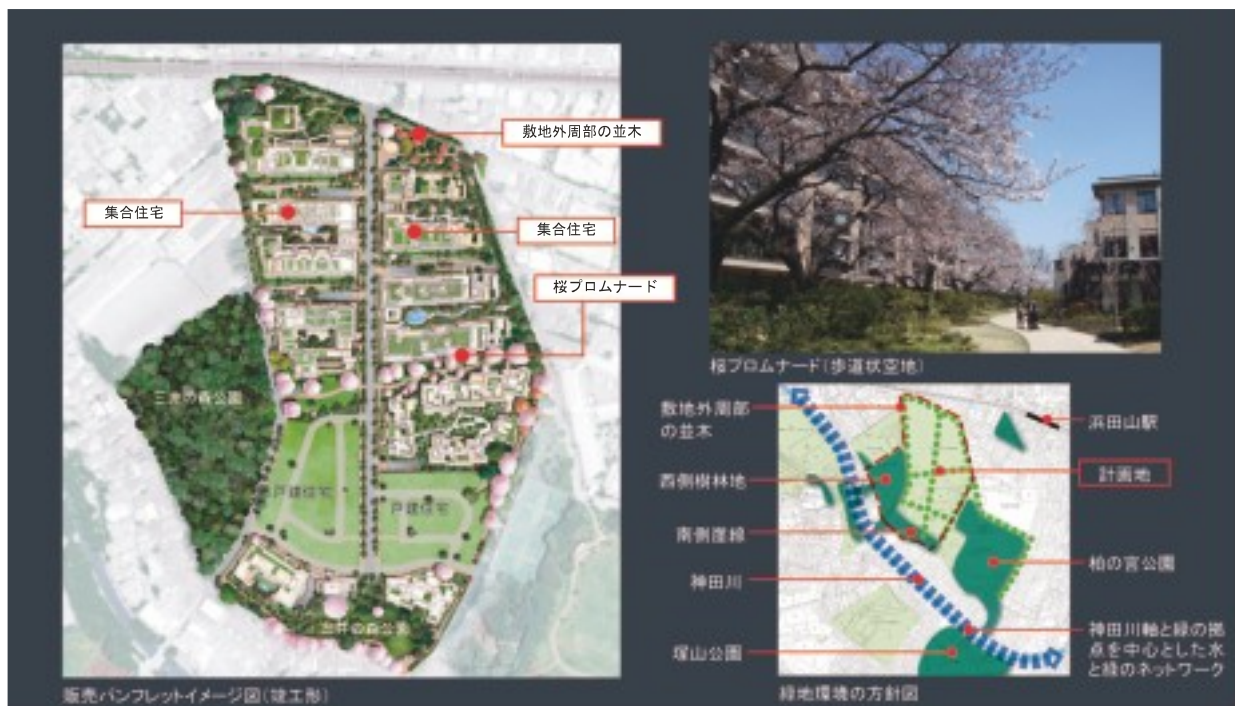 敷地外周部の並木
集合住宅
集合住宅
桜プロムナード
三井の森公園
戸建住宅
戸建住宅
三井の森公園
販売パンフレットイメージ図(竣工形)
桜プロムナード(歩道状空地)
敷地外周部
の並木
西側樹林地
南側崖線
神田川
塚山公園
浜田山駅
計画地
柏の宮公園
神田川軸と緑の拠
点を中心とした水
と緑のネットワーク
緑地環境の方針図